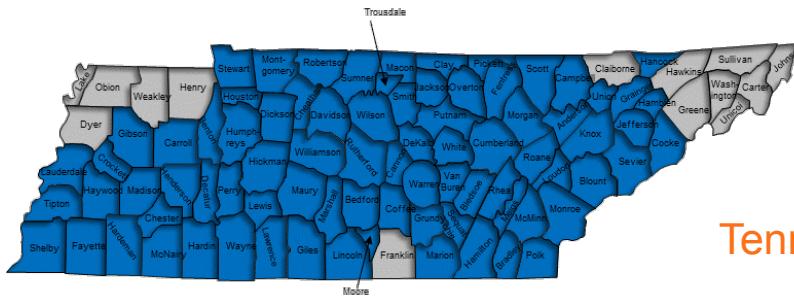 Trousdale
Lake
Obion
Weakley
Henry
Stewart
Mont-
gomery
Robertson
Sumner
Macon
Clay
Pickett
Fentress
Scott
Campbell
Claiborne
Hancock
Hawkins
Sullivan
Johnson
Dyer
Gibson
Carroll
Benton
Houston
Humph-
reys
Dickson
Cheatham
Davidson
Wilson
Smith
Jackson
Overton
Putnam
Morgan
Anderson
Union
Grainger
Hamblen
Greene
Wash-
ington
Unicoi
Carter
Lauderdale
Crockett
Haywood
Madison
Henderson
Decatur
Perry
Hickman
Williamson
Rutherford
Cannon
DeKalb
White
Cumberland
Roane
Knox
Jefferson
Cocke
Sevier
Tipton
Chester
Lewis
Maury
Marshall
Bedford
Coffee
Warren
Van
Buren
Bledsoe
Rhea
Meigs
Loudon
Blount
Monroe
McMinn
Shelby
Fayette
Hardeman
McNairy
Hardin
Wayne
Lawrence
Giles
Lincoln
Franklin
Grundy
Sequatchie
Marion
Hamilton
Bradley
Polk
Moore
Tenn